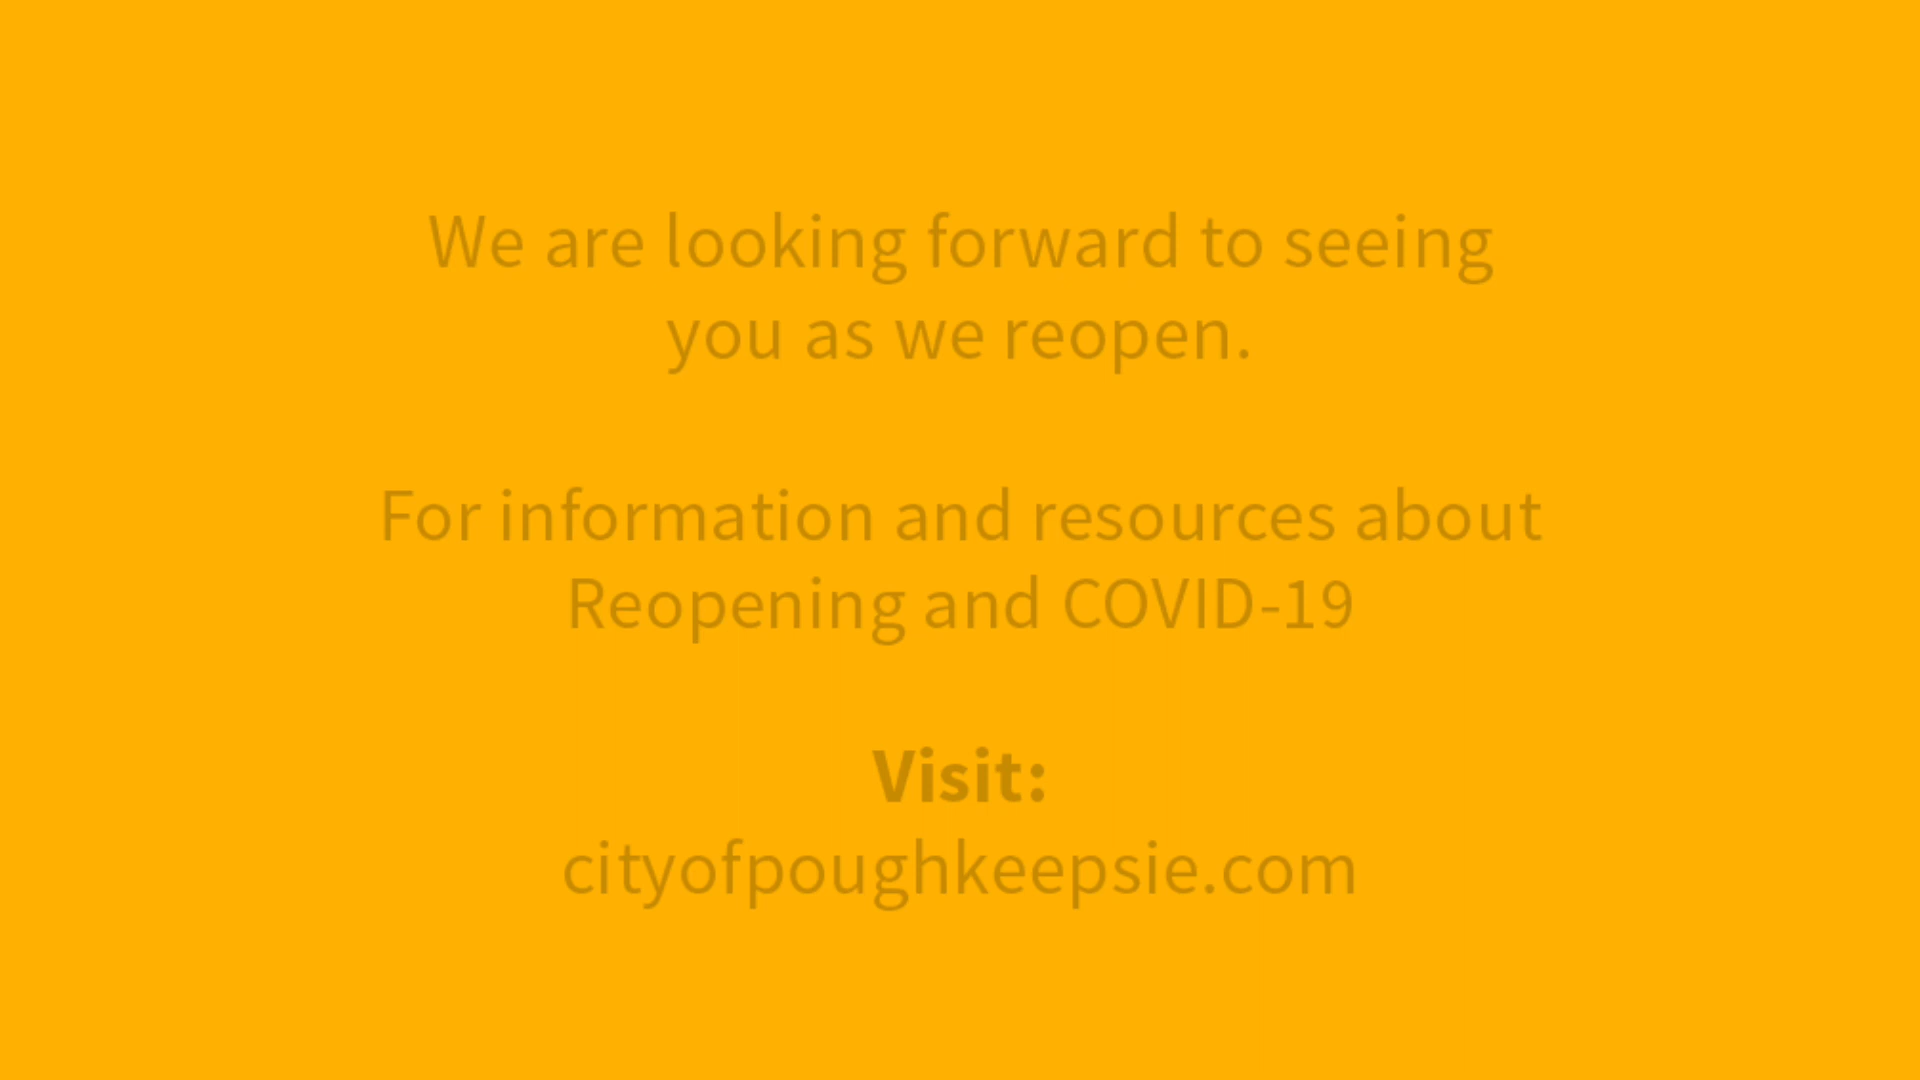 We are looking forward to seeing
you as we reopen.
For information and resources about
Reopening and COVID-19
Visit:
cityofpoughkeepsie.com